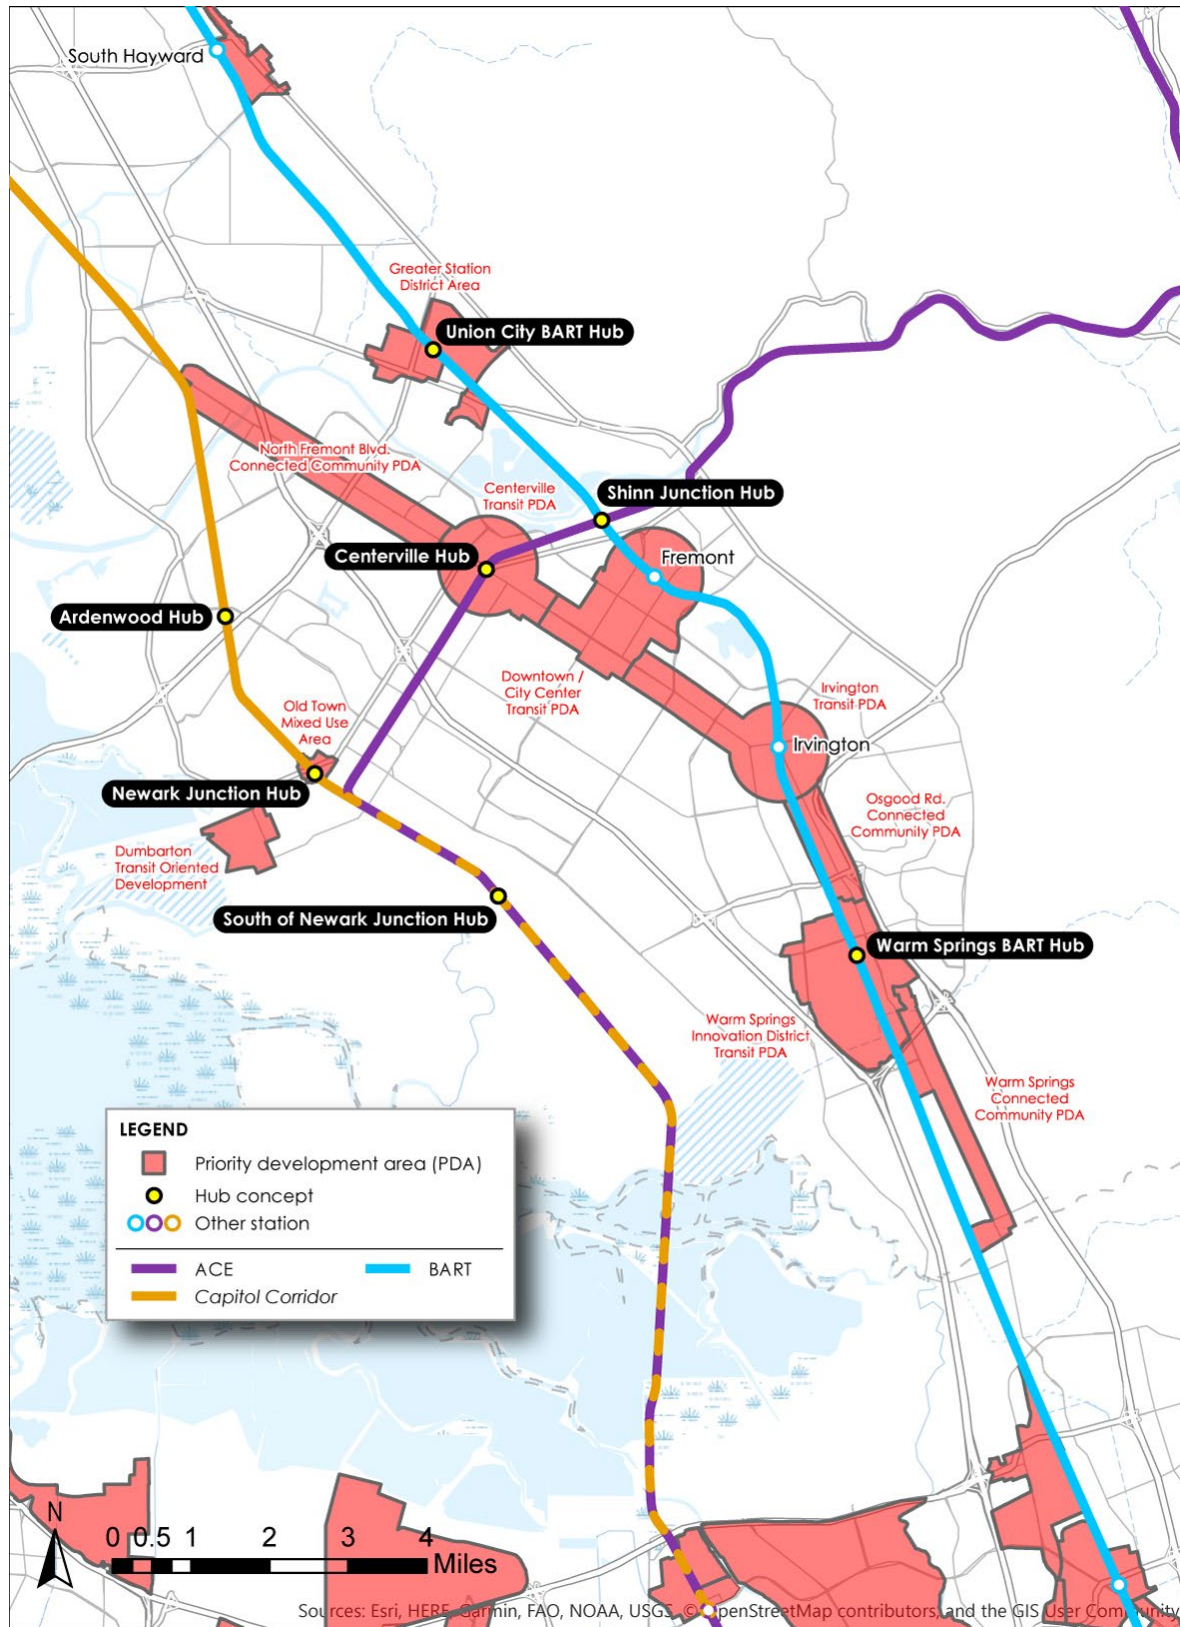 South Hayward
Greater Station
District Area
Union City BART Hub
North Fremont Blvd.
Connected Community PDA
Centerville
Transit PDA
Shinn Junction Hub
Centerville Hub
Fremont
Ardenwood Hub
Downtown /
City Center
Transit PDA
Irvington
Transit PDA
Old Town
Mixed Use
Area
Irvington
Newark Junction Hub
Osgood Rd.
Connected
Community PDA
Dumbarton
Transit Oriented
Development
South of Newark Junction Hub
Warm Springs BART Hub
Warm Springs
Innovation District
Transit PDA
Warm Springs
Connected
Community PDA
LEGEND
Priority development area (PDA)
Hub concept
Other station
ACE
BART
Capitol Corridor
N
0 0.5 1 2 3 4
Miles
Sources: Esri, HERE, Garmin, FAO, NOAA, USGS, © OpenStreetMap contributors, and the GIS User Community